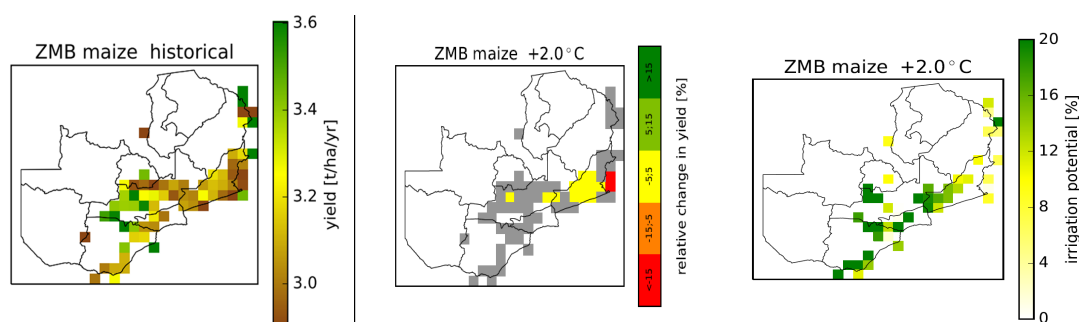 ZMB maize historical
3.6
3.4
3.2
3.0
yield [t/ha/yr]
ZMB maize +2.0°C
>15
5;15
-5;5
-15;-5
<-15
relative change in yield [%]
ZMB maize +2.0°C
20
16
12
8
4
0
irrigation potential [%]